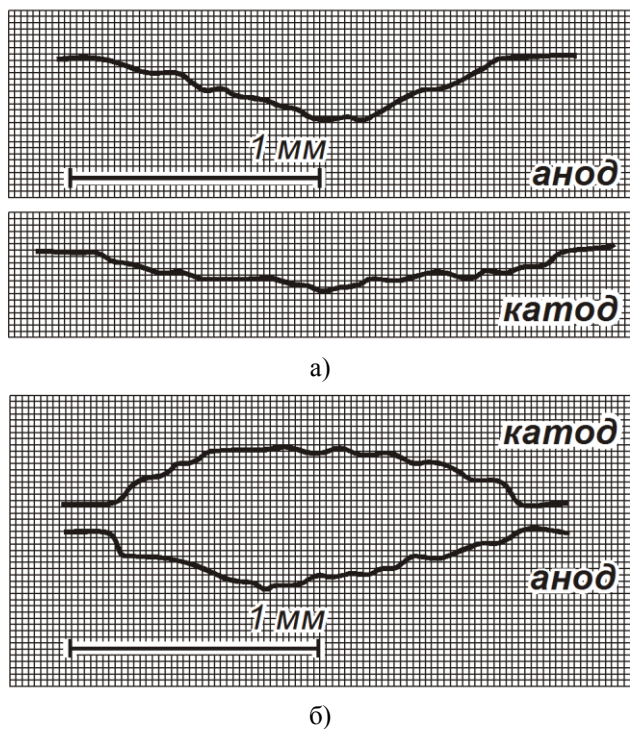 1 мм
анод
катод
а)
катод
анод
1 мм
б)